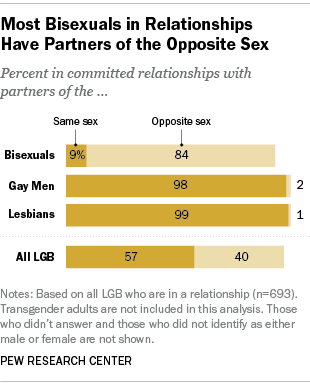 Most Bisexuals in Relationships
Have Partners of the Opposite Sex
Percent in committed relationships with
partners of the ...
Same sex Opposite sex
Bisexuals 9% 84
Gay Men 98 2
Lesbians 99 1
All LGB 57 40
Notes: Based on all LGB who are in a relationship (n=693).
Transgender adults are not included in this analysis. Those
who didn't answer and those who did not identify as either
male or female are not shown.
PEW RESEARCH CENTER